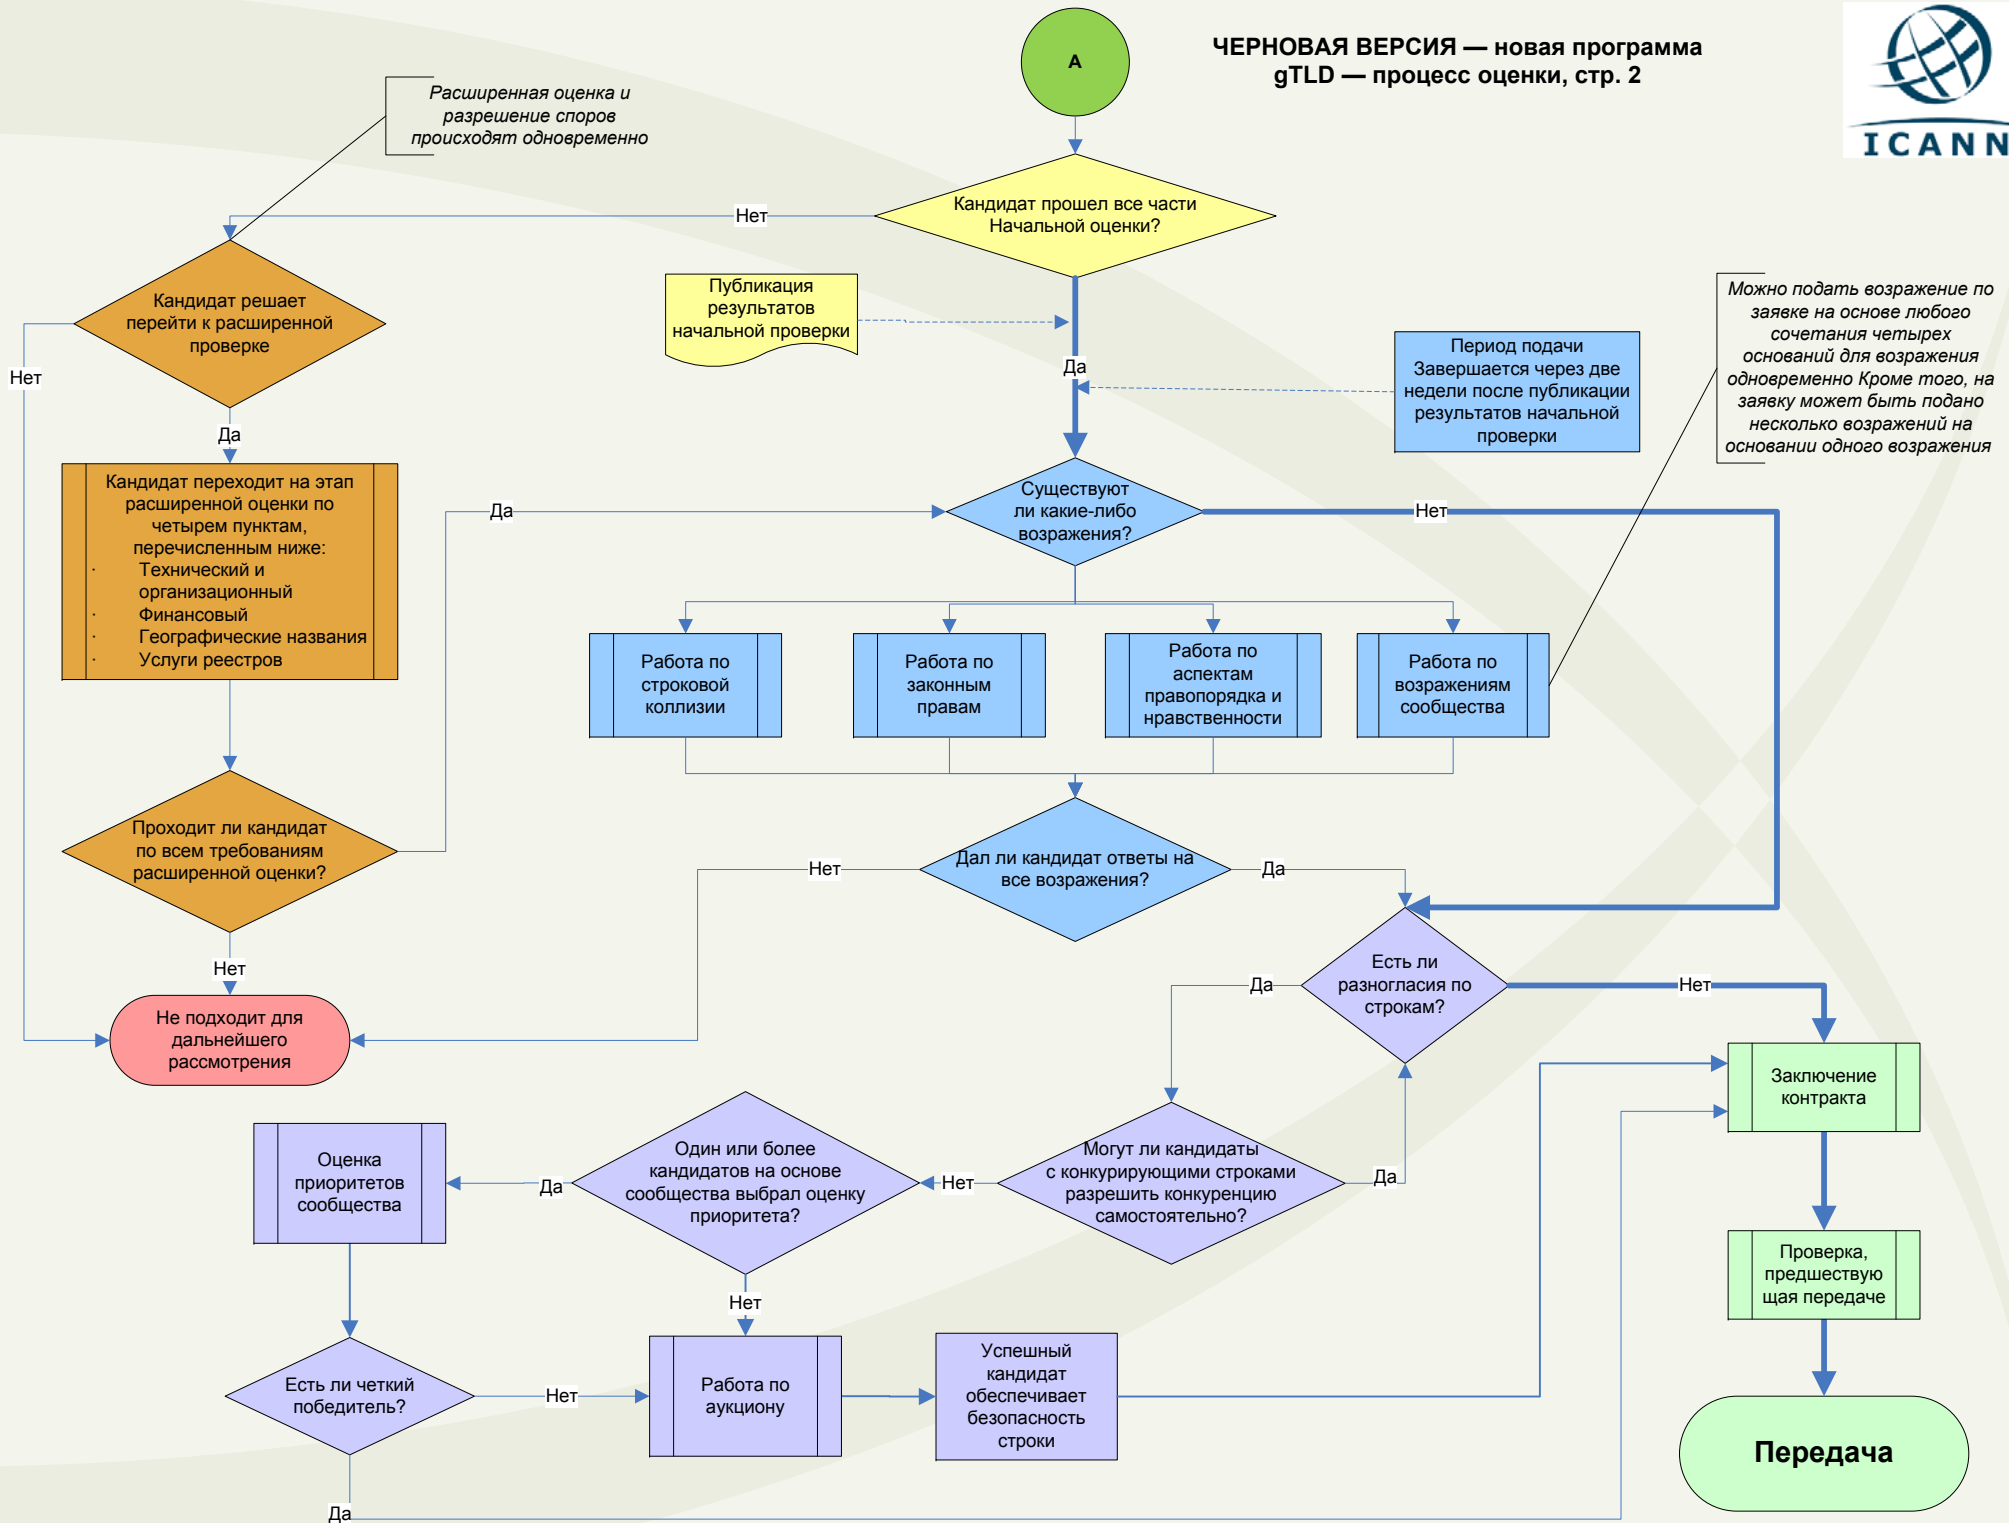 ЧЕРНОВАЯ ВЕРСИЯ — новая программа
gTLD — процесс оценки, стр. 2
ICANN
A
Расширенная оценка и
разрешение споров
происходят одновременно
Кандидат прошел все части
Начальной оценки?
Нет
Кандидат решает
перейти к расширенной
проверке
Публикация
результатов
начальной проверки
Да
Период подачи
Завершается через две
недели после публикации
результатов начальной
проверки
Можно подать возражение по
заявке на основе любого
сочетания четырех
оснований для возражения
одновременно Кроме того, на
заявку может быть подано
несколько возражений на
основании одного возражения
Нет
Да
Кандидат переходит на этап
расширенной оценки по
четырем пунктам,
перечисленным ниже:
· Технический и
организационный
· Финансовый
· Географические названия
· Услуги реестров
Да
Существуют
ли какие-либо
возражения?
Нет
Работа по
строковой
коллизии
Работа по
законным
правам
Работа по
аспектам
правопорядка и
нравственности
Работа по
возражениям
сообщества
Проходит ли кандидат
по всем требованиям
расширенной оценки?
Нет
Дал ли кандидат ответы на
все возражения?
Да
Нет
Есть ли
разногласия по
строкам?
Да
Нет
Не подходит для
дальнейшего
рассмотрения
Заключение
контракта
Оценка
приоритетов
сообщества
Да
Один или более
кандидатов на основе
сообщества выбрал оценку
приоритета?
Нет
Могут ли кандидаты
с конкурирующими строками
разрешить конкуренцию
самостоятельно?
Да
Нет
Проверка,
предшествую
щая передаче
Есть ли четкий
победитель?
Нет
Работа по
аукциону
Успешный
кандидат
обеспечивает
безопасность
строки
Передача
Да